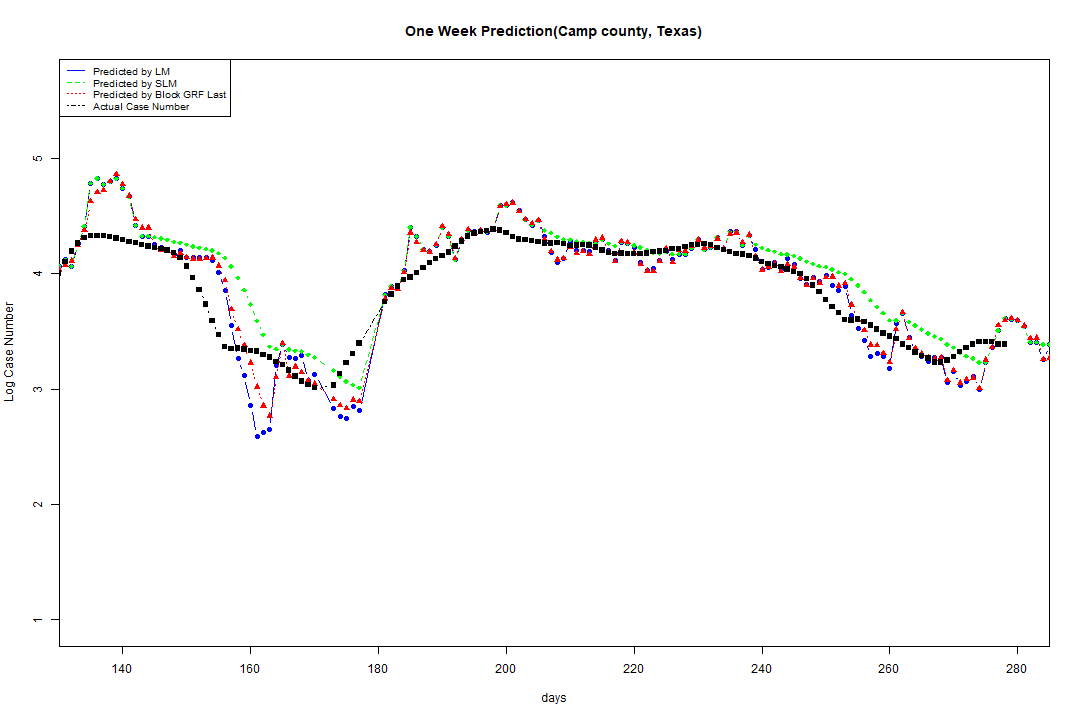 One Week Prediction(Camp county, Texas)
Predicted by LM
Predicted by SLM
Predicted by Block GRF Last
Actual Case Number
5
4
3
2
1
Log Case Number
140 160 180 200 220 240 260 280
days